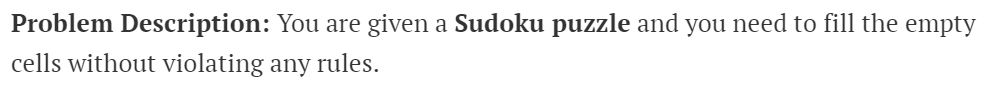 Problem Description: You are given a Sudoku puzzle and you need to fill the empty
cells without violating any rules.